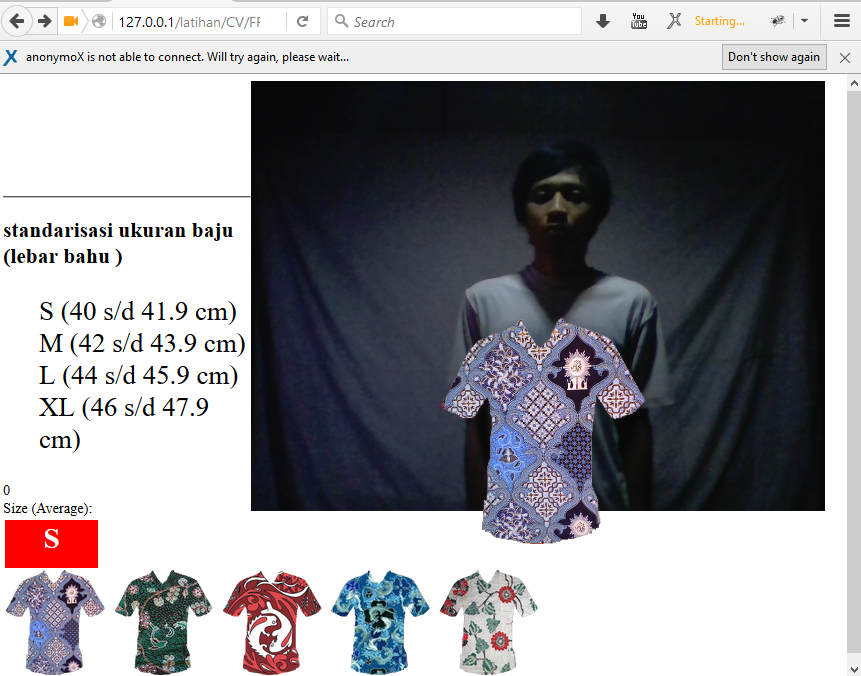 127.0.0.1/latihan/CV/FF
Search
You
Tube
Starting...
anonymoX is not able to connect. Will try again, please wait...
Don't show again
standarisasi ukuran baju
(lebar bahu )
S (40 s/d 41.9 cm)
M (42 s/d 43.9 cm)
L (44 s/d 45.9 cm)
XL (46 s/d 47.9
cm)
0
Size (Average):
S